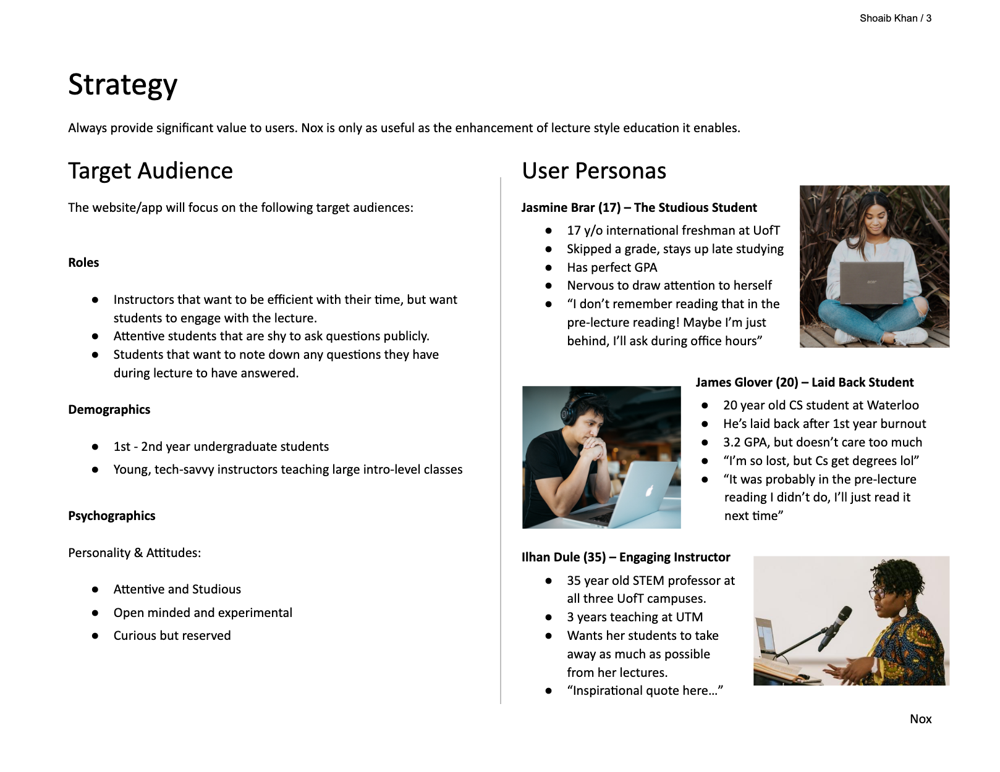 Shoaib Khan / 3
Strategy
Always provide significant value to users. Nox is only as useful as the enhancement of lecture style education it enables.
Target Audience
The website/app will focus on the following target audiences:
Roles
● Instructors that want to be efficient with their time, but want
students to engage with the lecture.
● Attentive students that are shy to ask questions publicly.
● Students that want to note down any questions they have
during lecture to have answered.
Demographics
● 1st - 2nd year undergraduate students
● Young, tech-savvy instructors teaching large intro-level classes
Psychographics
Personality & Attitudes:
● Attentive and Studious
● Open minded and experimental
● Curious but reserved
User Personas
Jasmine Brar (17) – The Studious Student
● 17 y/o international freshman at UofT
● Skipped a grade, stays up late studying
● Has perfect GPA
● Nervous to draw attention to herself
● “I don’t remember reading that in the
pre-lecture reading! Maybe I’m just
behind, I’ll ask during office hours”
acer
James Glover (20) – Laid Back Student
● 20 year old CS student at Waterloo
● He’s laid back after 1st year burnout
● 3.2 GPA, but doesn’t care too much
● “I’m so lost, but Cs get degrees lol”
● “It was probably in the pre-lecture
reading I didn’t do, I’ll just read it
next time”
Ilhan Dule (35) – Engaging Instructor
● 35 year old STEM professor at
all three UofT campuses.
● 3 years teaching at UTM
● Wants her students to take
away as much as possible
from her lectures.
● “Inspirational quote here…”
Nox